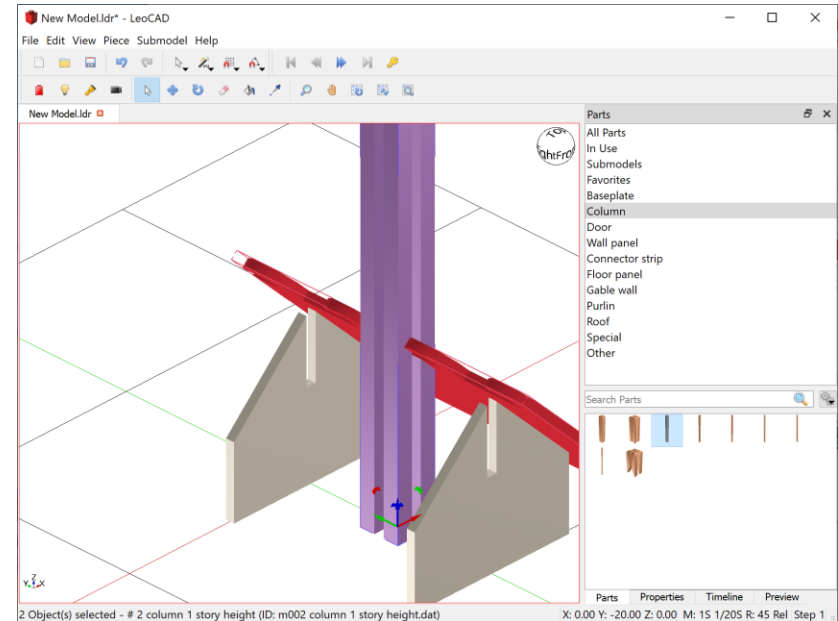 New Model.ldr* - LeoCAD
File Edit View Piece Submodel Help
New Model.ldr
Parts
All Parts
In Use
Submodels
Favorites
Baseplate
Column
Door
Wall panel
Connector strip
Floor panel
Gable wall
Purlin
Roof
Special
Other
Search Parts
Z
Y X
Parts Properties Timeline Preview
2 Object(s) selected - # 2 column 1 story height (ID: m002 column 1 story height.dat) X: 0.00 Y: -20.00 Z: 0.00 M: 1S 1/20S R: 45 Rel Step 1